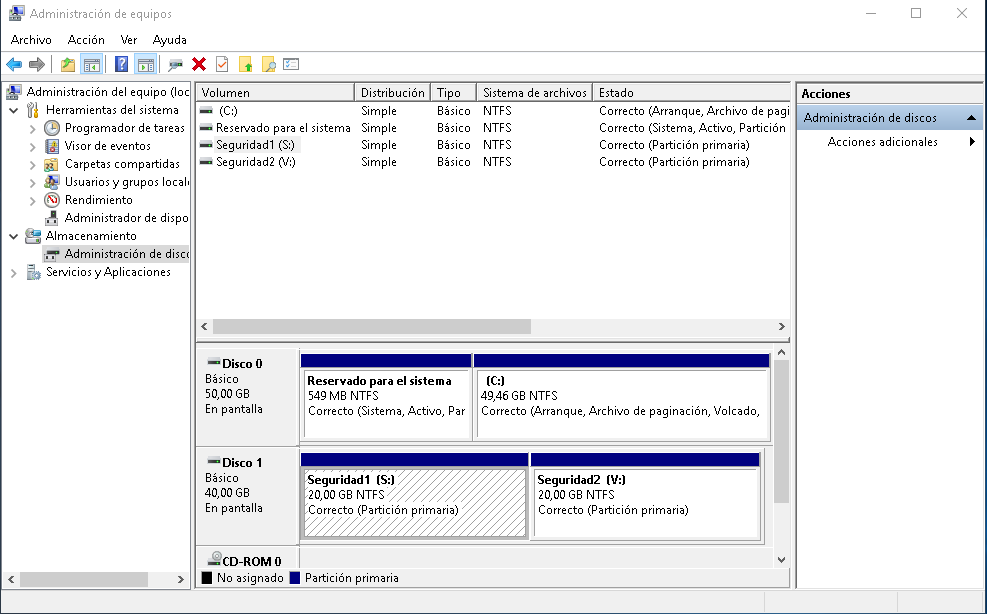 Administración de equipos
Archivo Acción Ver Ayuda
Administración del equipo (loc
Herramientas del sistema
Programador de tareas
Visor de eventos
Carpetas compartidas
Usuarios y grupos local
Rendimiento
Administrador de dispo
Almacenamiento
Administración de disco
Servicios y Aplicaciones
Volumen Distribución Tipo Sistema de archivos Estado
(C:) Simple Básico NTFS Correcto (Arranque, Archivo de pagi
Reservado para el sistema Simple Básico NTFS Correcto (Sistema, Activo, Partición
Seguridad1 (S:) Simple Básico NTFS Correcto (Partición primaria)
Seguridad2 (V:) Simple Básico NTFS Correcto (Partición primaria)
Disco 0
Básico
50,00 GB
En pantalla
Reservado para el sistema
549 MB NTFS
Correcto (Sistema, Activo, Par
(C:)
49,46 GB NTFS
Correcto (Arranque, Archivo de paginación, Volcado,
Disco 1
Básico
40,00 GB
En pantalla
Seguridad1 (S:)
20,00 GB NTFS
Correcto (Partición primaria)
Seguridad2 (V:)
20,00 GB NTFS
Correcto (Partición primaria)
CD-ROM 0
No asignado Partición primaria
Acciones
Administración de discos
Acciones adicionales